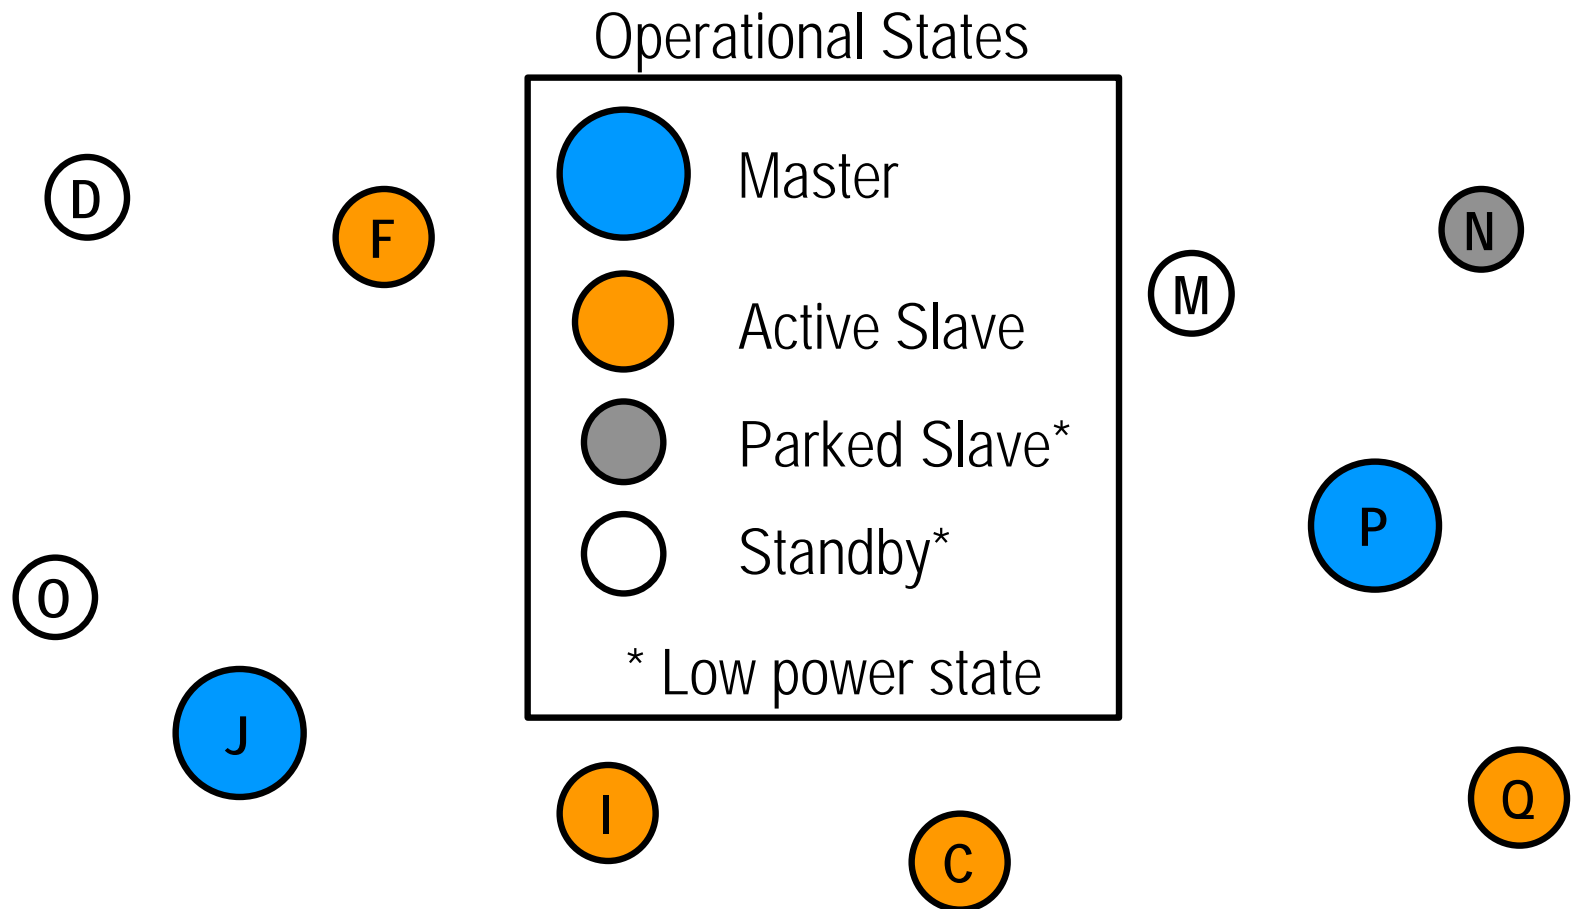 Operational States
Master
D
F
N
M
Active Slave
Parked Slave*
P
Standby*
O
* Low power state
J
I
Q
C